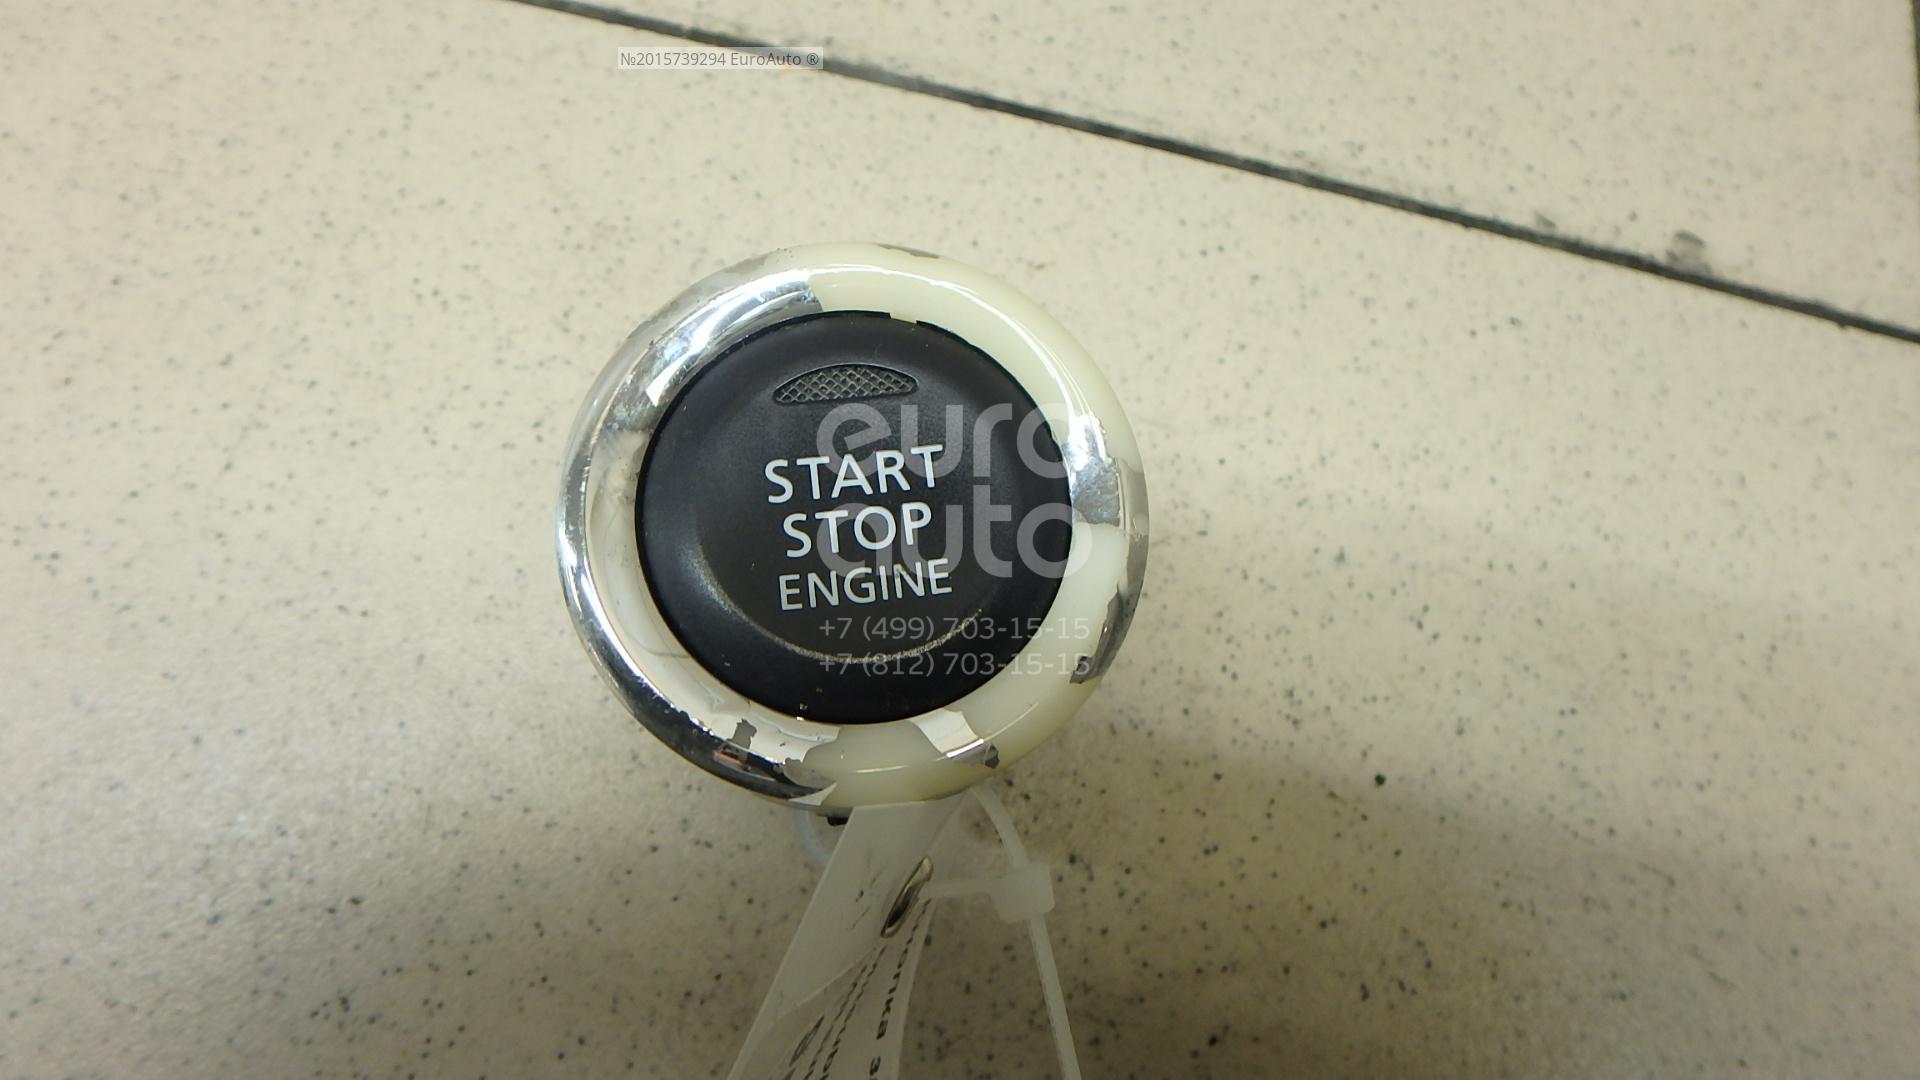 №2015739294 EuroAuto ®
START
STOP
ENGINE
euro
auto
+7 (499) 703-15-15
+7 (812) 703-15-15